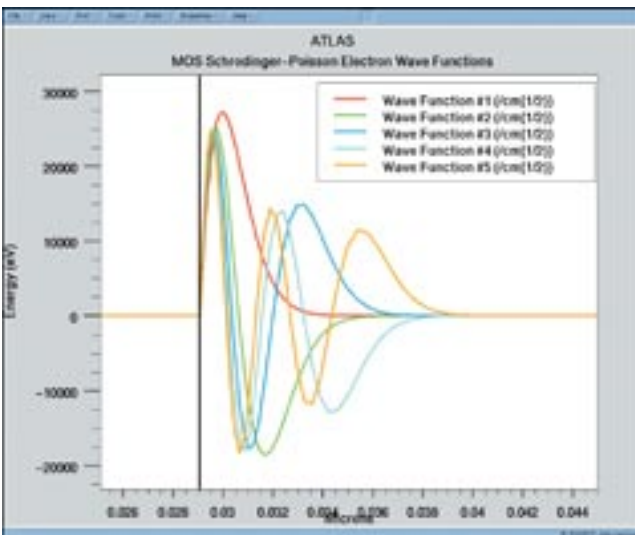 ATLAS
MOS Schrodinger-Poisson Electron Wave Functions
Wave Function #1 (/cm[1/2])
Wave Function #2 (/cm[1/2])
Wave Function #3 (/cm[1/2])
Wave Function #4 (/cm[1/2])
Wave Function #5 (/cm[1/2])
30000
20000
10000
0
-10000
-20000
Energy (eV)
0.026 0.028 0.03 0.032 0.034 0.036 0.038 0.04 0.042 0.044
Microns